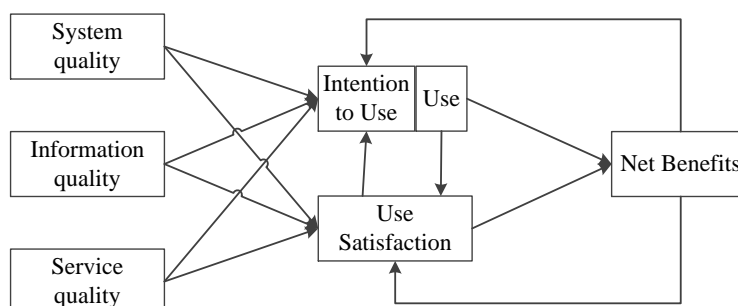 System
quality
Information
quality
Service
quality
Intention
to Use
Use
Use
Satisfaction
Net Benefits